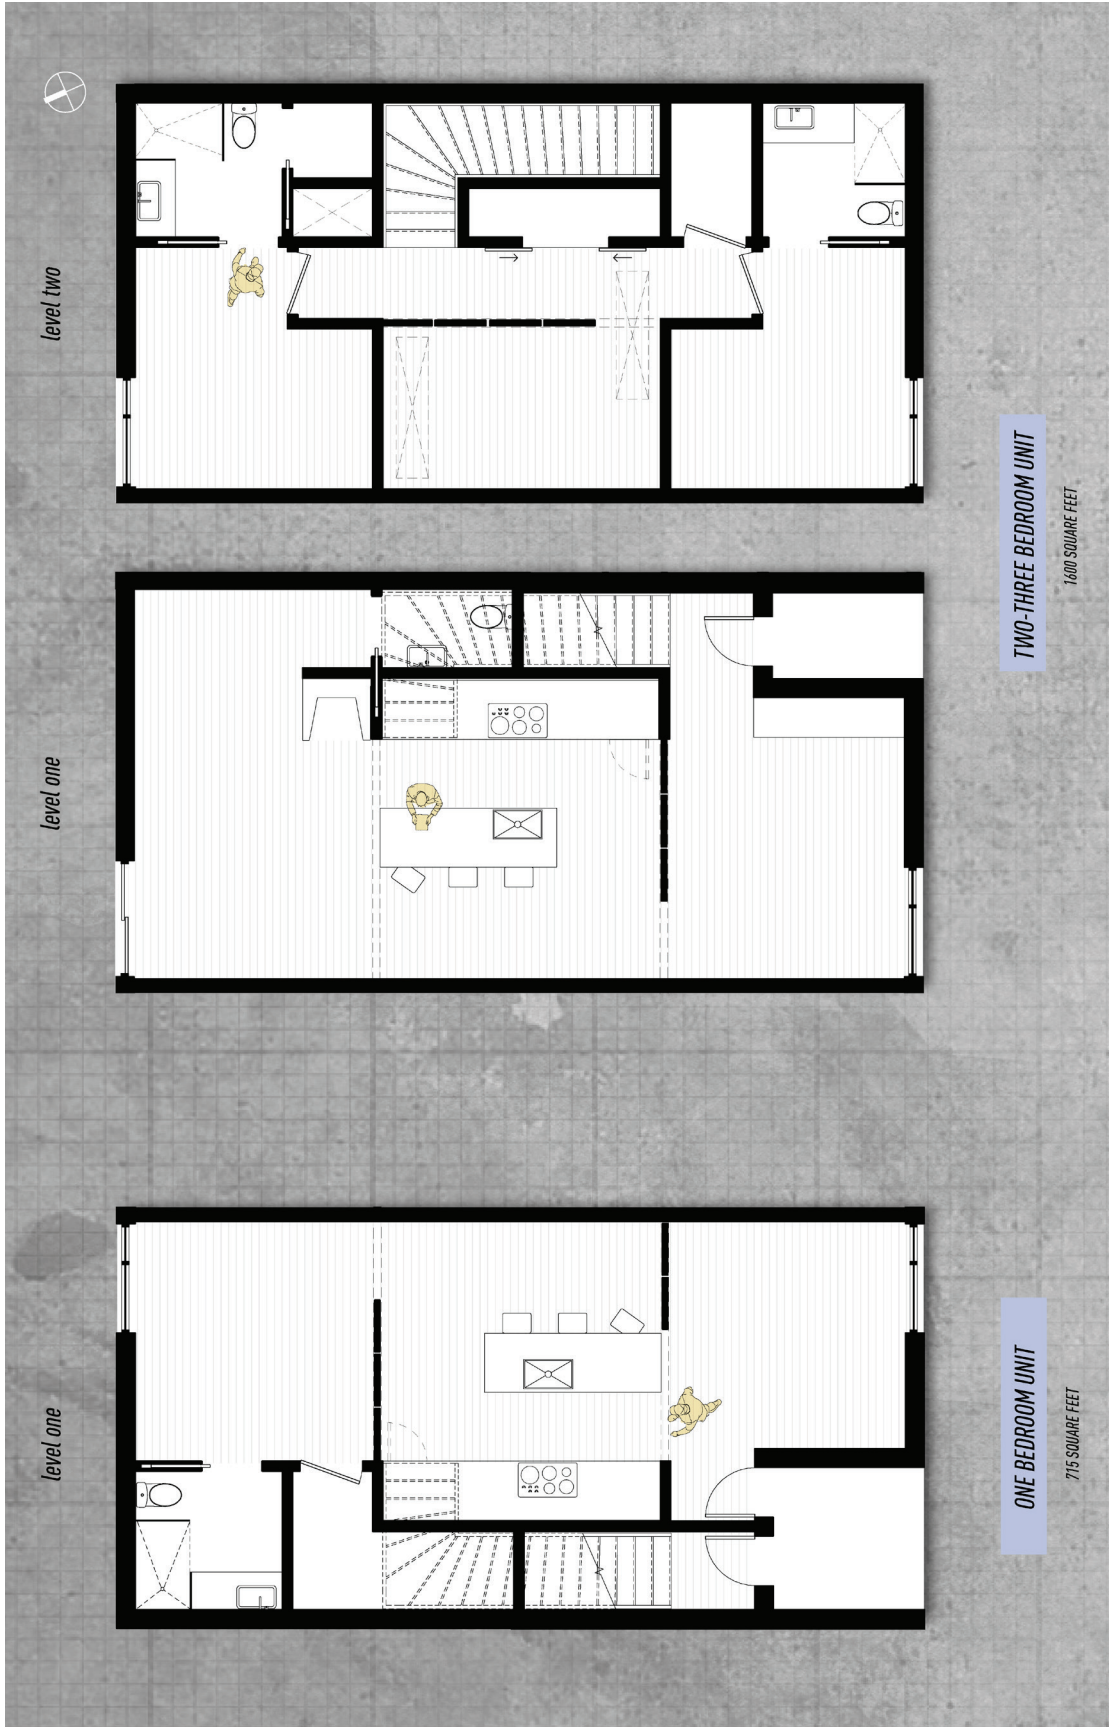 level two
level one
TWO-THREE BEDROOM UNIT
1600 SQUARE FEET
level one
ONE BEDROOM UNIT
715 SQUARE FEET